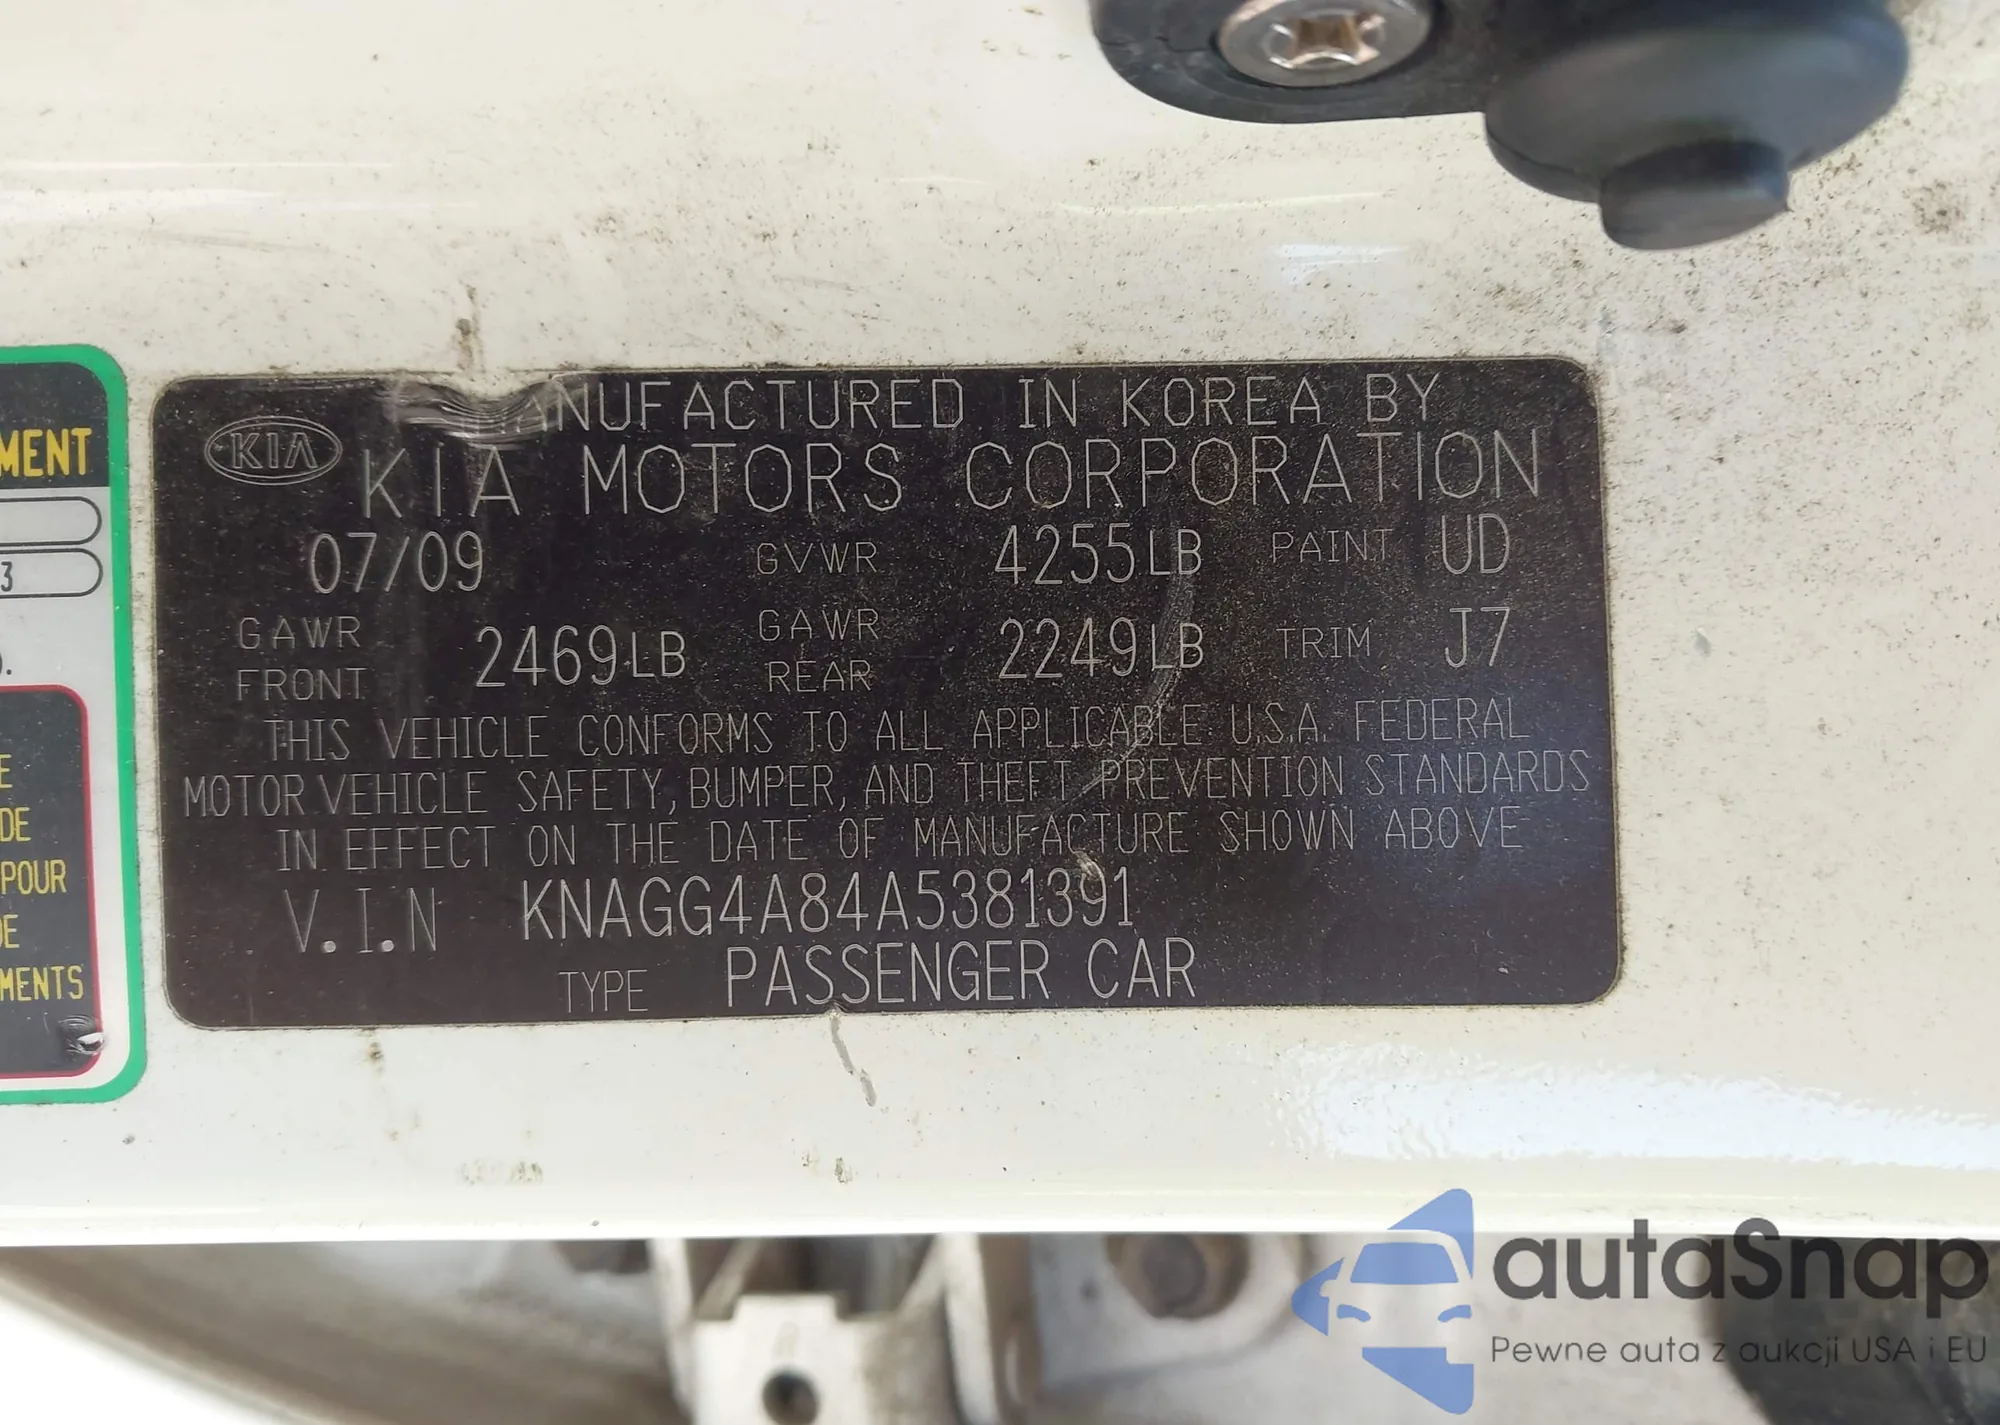 MENT
3
E
DE
POUR
DE
MENTS
KIA
MANUFACTURED IN KOREA BY
KIA MOTORS CORPORATION
07/09 GVWR 4255LB PAINT UD
GAWR FRONT 2469LB GAWR REAR 2249LB TRIM J7
THIS VEHICLE CONFORMS TO ALL APPLICABLE U.S.A. FEDERAL
MOTOR VEHICLE SAFETY, BUMPER, AND THEFT PREVENTION STANDARDS
IN EFFECT ON THE DATE OF MANUFACTURE SHOWN ABOVE
V.I.N KNAGG4A84A5381391
TYPE PASSENGER CAR
autaSnap
Pewne auta z aukcji USA i EU